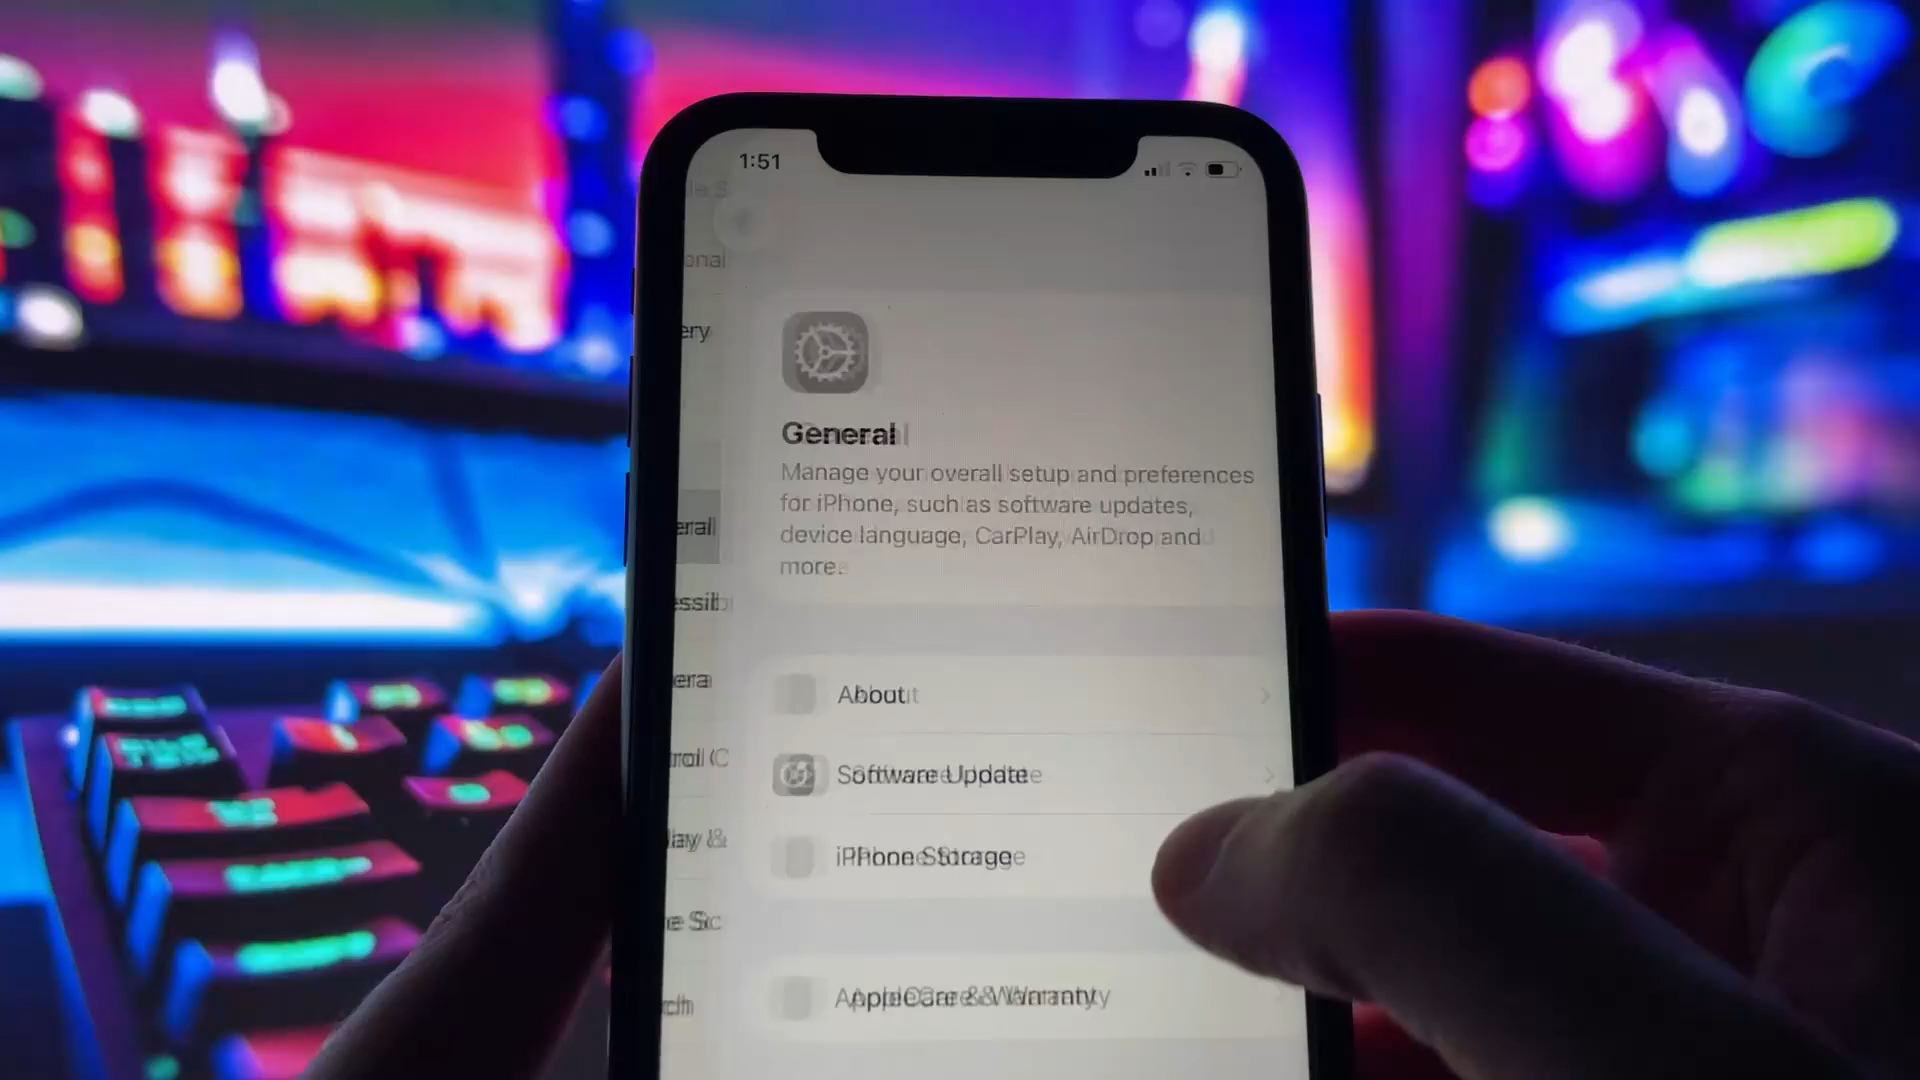 1:51
General
Manage your overall setup and preferences
for iPhone, such as software updates,
device language, CarPlay, AirDrop and
more.
About
Software Update
iPhone Storage
AppleCare & Warranty